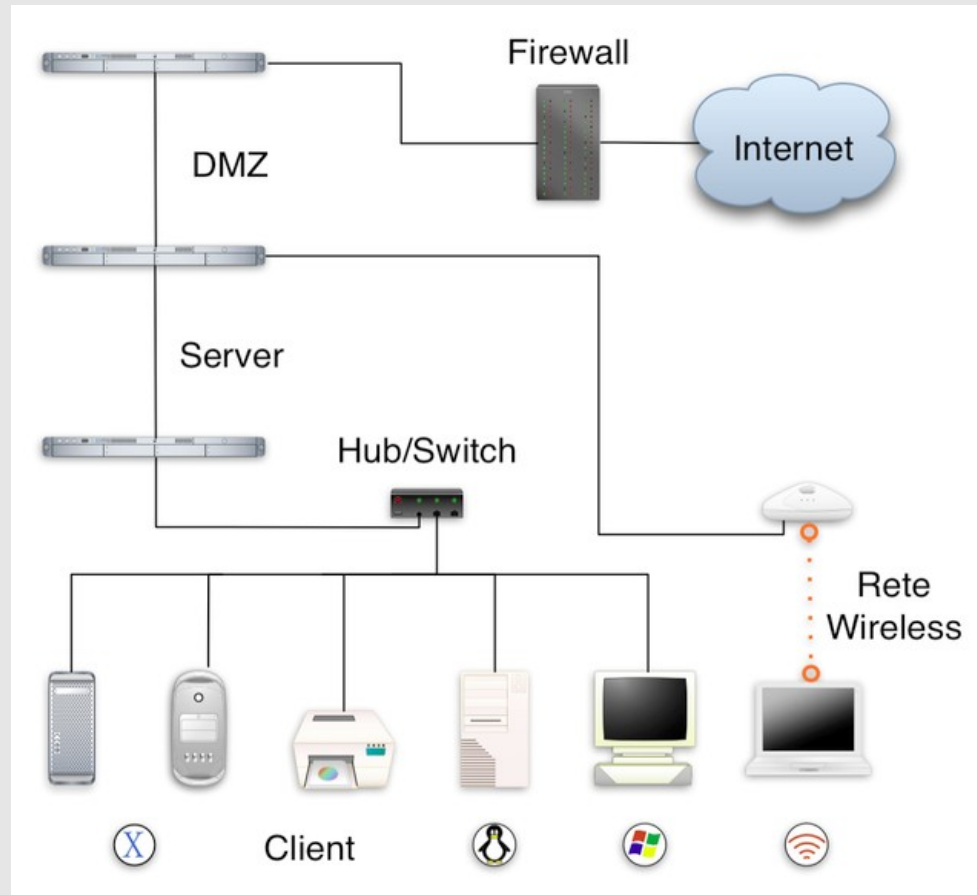 Firewall
Internet
DMZ
Server
Hub/Switch
Rete
Wireless
X
Client